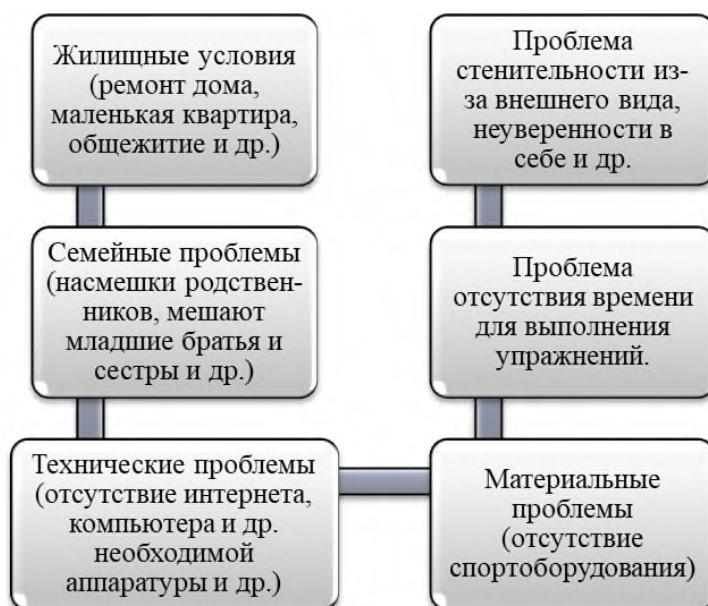 Жилищные условия
(ремонт дома,
маленькая квартира,
общежитие и др.)
Семейные проблемы
(насмешки родствен-
ников, мешают
младшие братья и
сестры и др.)
Технические проблемы
(отсутствие интернета,
компьютера и др.
необходимой
аппаратуры и др.)
Материальные
проблемы
(отсутствие
спортоборудования)
Проблема
отсутствия времени
для выполнения
упражнений.
Проблема
стенительности из-
за внешнего вида,
неуверенности в
себе и др.